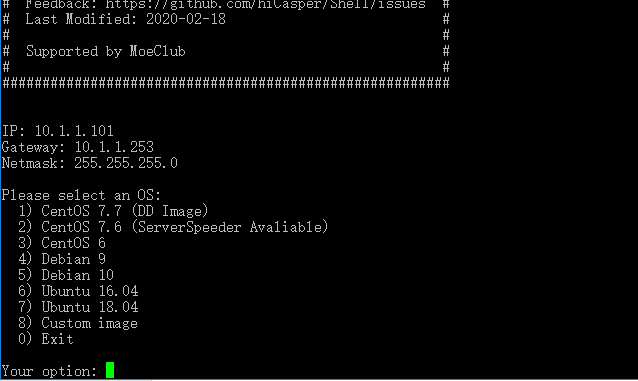 #  Feedback: https://github.com/hiCasper/Shell/issues  #
#  Last Modified: 2020-02-18                           #
#                                                      #
#  Supported by MoeClub                                #
#                                                      #
########################################################
IP: 10.1.1.101
Gateway: 10.1.1.253
Netmask: 255.255.255.0
Please select an OS:
1) CentOS 7.7 (DD Image)
2) CentOS 7.6 (ServerSpeeder Avaliable)
3) CentOS 6
4) Debian 9
5) Debian 10
6) Ubuntu 16.04
7) Ubuntu 18.04
8) Custom image
0) Exit
Your option: